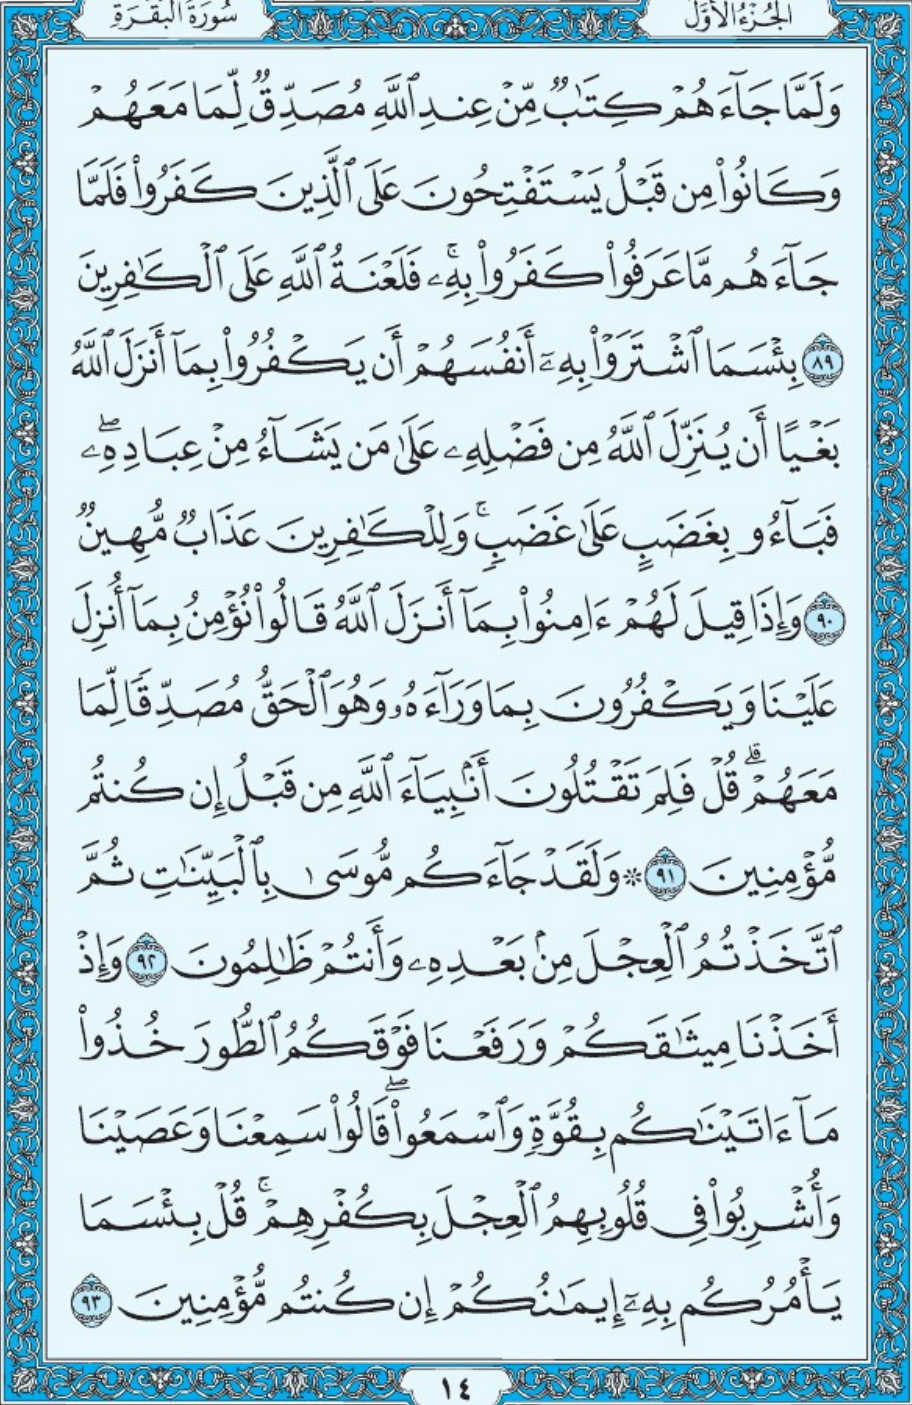 الجُزْءُ الأَوَّلُ
سُورَةُ البَقَرَةِ
وَلَمَّا جَآءَهُمۡ كِتَٰبٞ مِّنۡ عِندِ ٱللَّهِ مُصَدِّقٞ لِّمَا مَعَهُمۡ
وَكَانُواْ مِن قَبۡلُ يَسۡتَفۡتِحُونَ عَلَى ٱلَّذِينَ كَفَرُواْ فَلَمَّا
جَآءَهُم مَّا عَرَفُواْ كَفَرُواْ بِهِۦۚ فَلَعۡنَةُ ٱللَّهِ عَلَى ٱلۡكَٰفِرِينَ
٨٩ بِئۡسَمَا ٱشۡتَرَوۡاْ بِهِۦٓ أَنفُسَهُمۡ أَن يَكۡفُرُواْ بِمَآ أَنزَلَ ٱللَّهُ
بَغۡيًا أَن يُنَزِّلَ ٱللَّهُ مِن فَضۡلِهِۦ عَلَىٰ مَن يَشَآءُ مِنۡ عِبَادِهِۦۖ
فَبَآءُو بِغَضَبٍ عَلَىٰ غَضَبٖۚ وَلِلۡكَٰفِرِينَ عَذَابٞ مُّهِينٞ
٩٠ وَإِذَا قِيلَ لَهُمۡ ءَامِنُواْ بِمَآ أَنزَلَ ٱللَّهُ قَالُواْ نُؤۡمِنُ بِمَآ أُنزِلَ
عَلَيۡنَا وَيَكۡفُرُونَ بِمَا وَرَآءَهُۥ وَهُوَ ٱلۡحَقُّ مُصَدِّقٗا لِّمَا
مَعَهُمۡۗ قُلۡ فَلِمَ تَقۡتُلُونَ أَنۢبِيَآءَ ٱللَّهِ مِن قَبۡلُ إِن كُنتُم
مُّؤۡمِنِينَ ٩١ ۞ وَلَقَدۡ جَآءَكُم مُّوسَىٰ بِٱلۡبَيِّنَٰتِ ثُمَّ
ٱتَّخَذۡتُمُ ٱلۡعِجۡلَ مِنۢ بَعۡدِهِۦ وَأَنتُمۡ ظَٰلِمُونَ ٩٢ وَإِذۡ
أَخَذۡنَا مِيثَٰقَكُمۡ وَرَفَعۡنَا فَوۡقَكُمُ ٱلطُّورَ خُذُواْ
مَآ ءَاتَيۡنَٰكُم بِقُوَّةٖ وَٱسۡمَعُواْۖ قَالُواْ سَمِعۡنَا وَعَصَيۡنَا
وَأُشۡرِبُواْ فِي قُلُوبِهِمُ ٱلۡعِجۡلَ بِكُفۡرِهِمۡۚ قُلۡ بِئۡسَمَا
يَأۡمُرُكُم بِهِۦٓ إِيمَٰنُكُمۡ إِن كُنتُم مُّؤۡمِنِينَ ٩٣
١٤